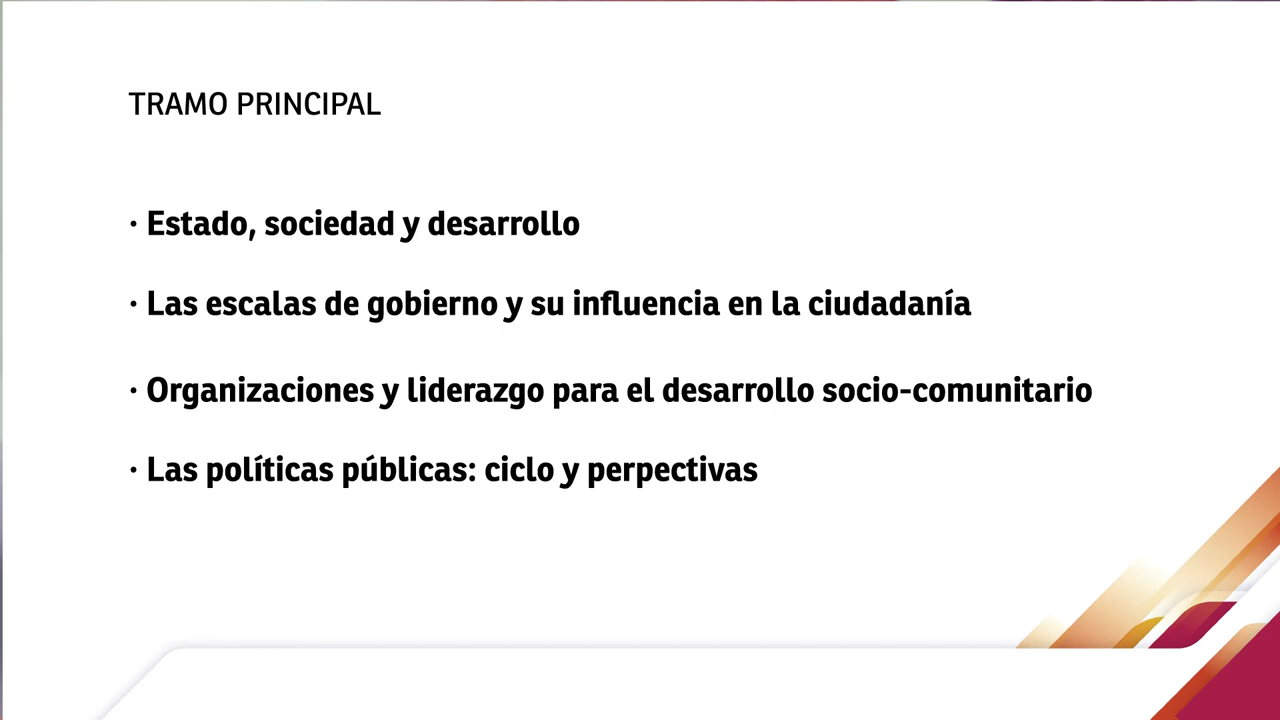 TRAMO PRINCIPAL
· Estado, sociedad y desarrollo
· Las escalas de gobierno y su influencia en la ciudadanía
· Organizaciones y liderazgo para el desarrollo socio-comunitario
· Las políticas públicas: ciclo y perpectivas